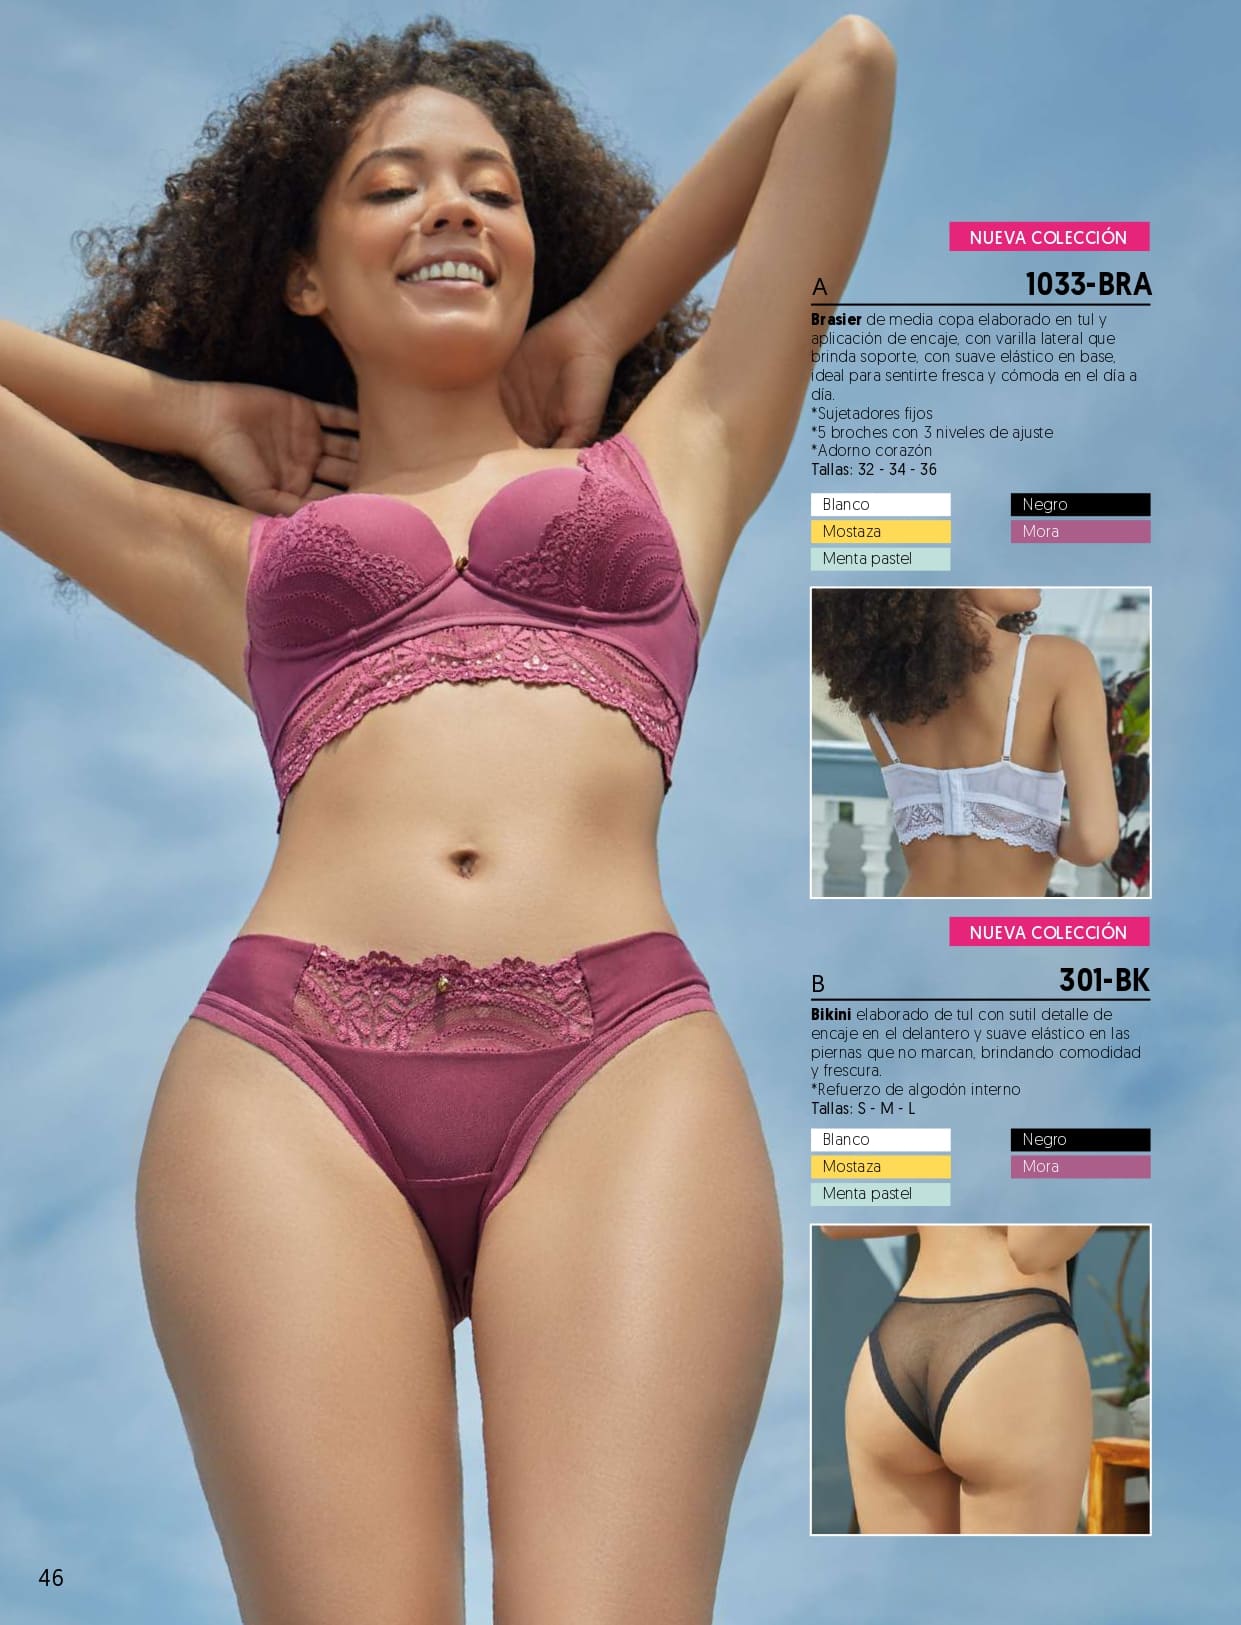 NUEVA COLECCIÓN
A 1033-BRA
Brasier de media copa elaborado en tul y
aplicación de encaje, con varilla lateral que
brinda soporte, con suave elástico en base,
ideal para sentirte fresca y cómoda en el día a
día.
*Sujetadores fijos
*5 broches con 3 niveles de ajuste
*Adorno corazón
Tallas: 32 - 34 - 36
Blanco Negro
Mostaza Mora
Menta pastel
NUEVA COLECCIÓN
B 301-BK
Bikini elaborado de tul con sutil detalle de
encaje en el delantero y suave elástico en las
piernas que no marcan, brindando comodidad
y frescura.
*Refuerzo de algodón interno
Tallas: S - M - L
Blanco Negro
Mostaza Mora
Menta pastel
46